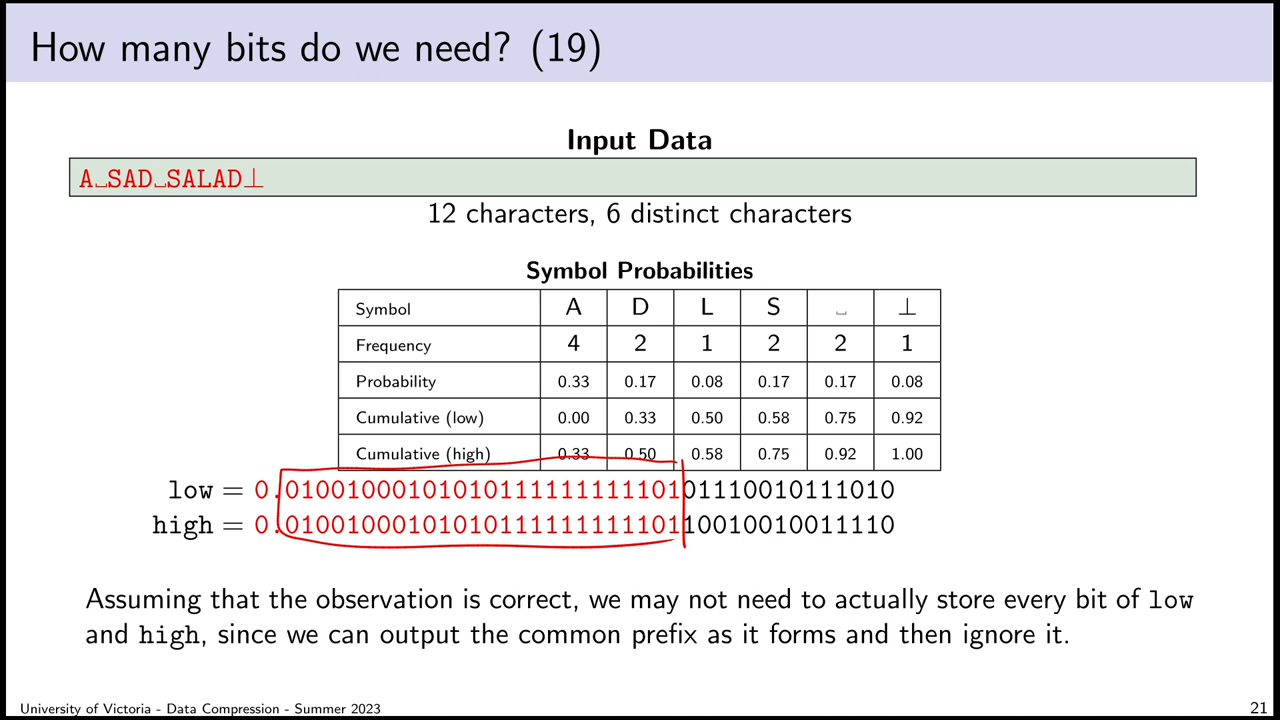 How many bits do we need? (19)
Input Data
A␣SAD␣SALAD⊥
12 characters, 6 distinct characters
Symbol Probabilities
Symbol A D L S ␣ ⊥
Frequency 4 2 1 2 2 1
Probability 0.33 0.17 0.08 0.17 0.17 0.08
Cumulative (low) 0.00 0.33 0.50 0.58 0.75 0.92
Cumulative (high) 0.33 0.50 0.58 0.75 0.92 1.00
low = 0.0100100010101011111111110101110010111010
high = 0.0100100010101011111111110110010010011110
Assuming that the observation is correct, we may not need to actually store every bit of low
and high, since we can output the common prefix as it forms and then ignore it.
University of Victoria - Data Compression - Summer 2023
21